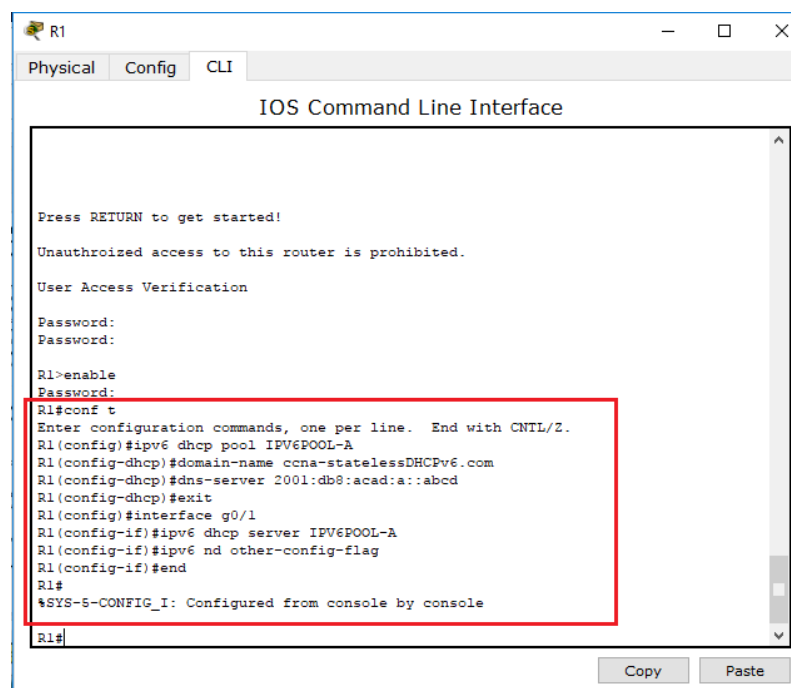 R1
Physical Config CLI
IOS Command Line Interface
Press RETURN to get started!
Unauthroized access to this router is prohibited.
User Access Verification
Password:
Password:
R1>enable
Password:
R1#conf t
Enter configuration commands, one per line.  End with CNTL/Z.
R1(config)#ipv6 dhcp pool IPV6POOL-A
R1(config-dhcp)#domain-name ccna-statelessDHCPv6.com
R1(config-dhcp)#dns-server 2001:db8:acad:a::abcd
R1(config-dhcp)#exit
R1(config)#interface g0/1
R1(config-if)#ipv6 dhcp server IPV6POOL-A
R1(config-if)#ipv6 nd other-config-flag
R1(config-if)#end
R1#
%SYS-5-CONFIG_I: Configured from console by console
R1#
Copy Paste